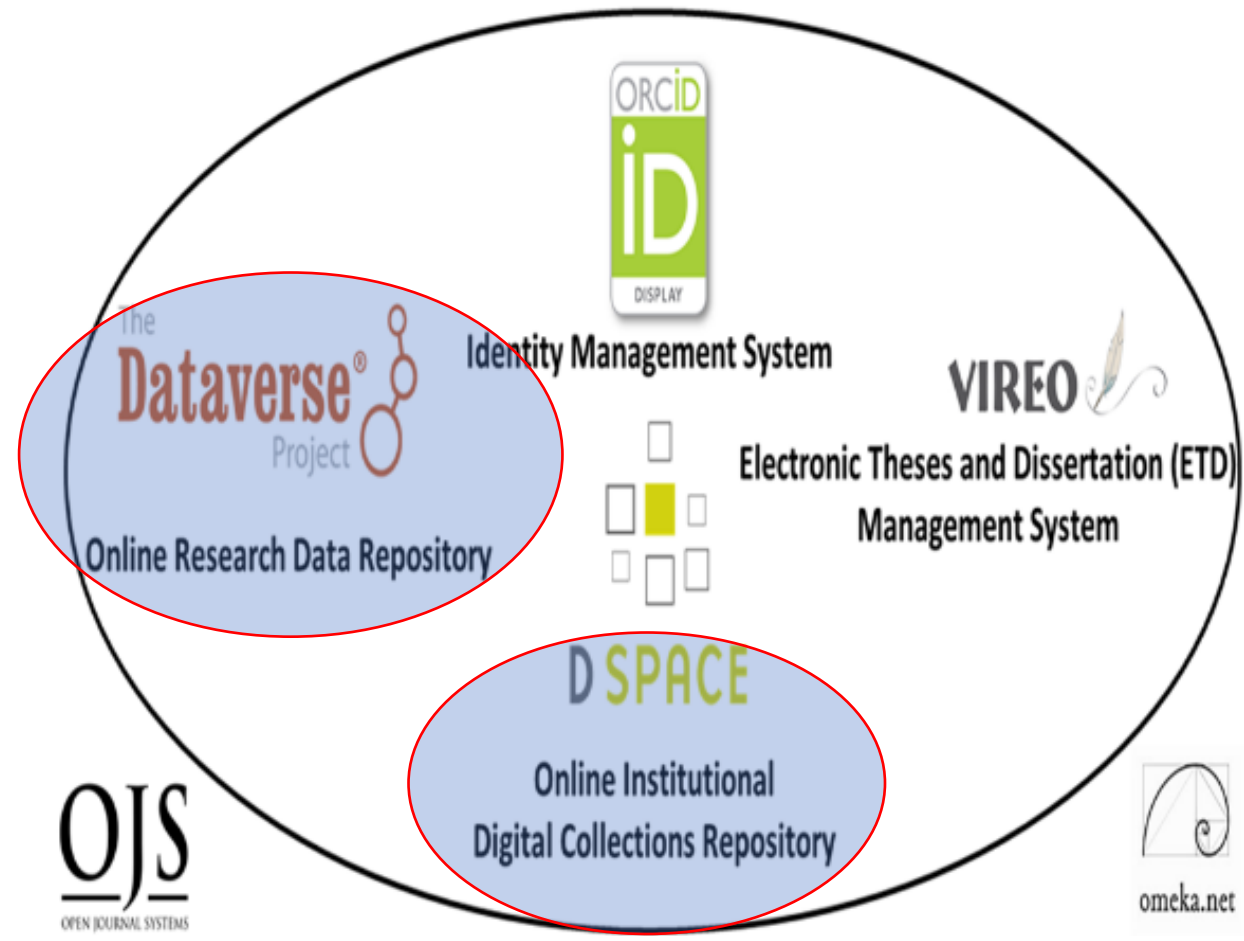 ORCiD
iD
DISPLAY
Identity Management System
The
Dataverse®
Project
Online Research Data Repository
VIREO
Electronic Theses and Dissertation (ETD)
Management System
D SPACE
Online Institutional
Digital Collections Repository
OJS
OPEN JOURNAL SYSTEMS
omeka.net